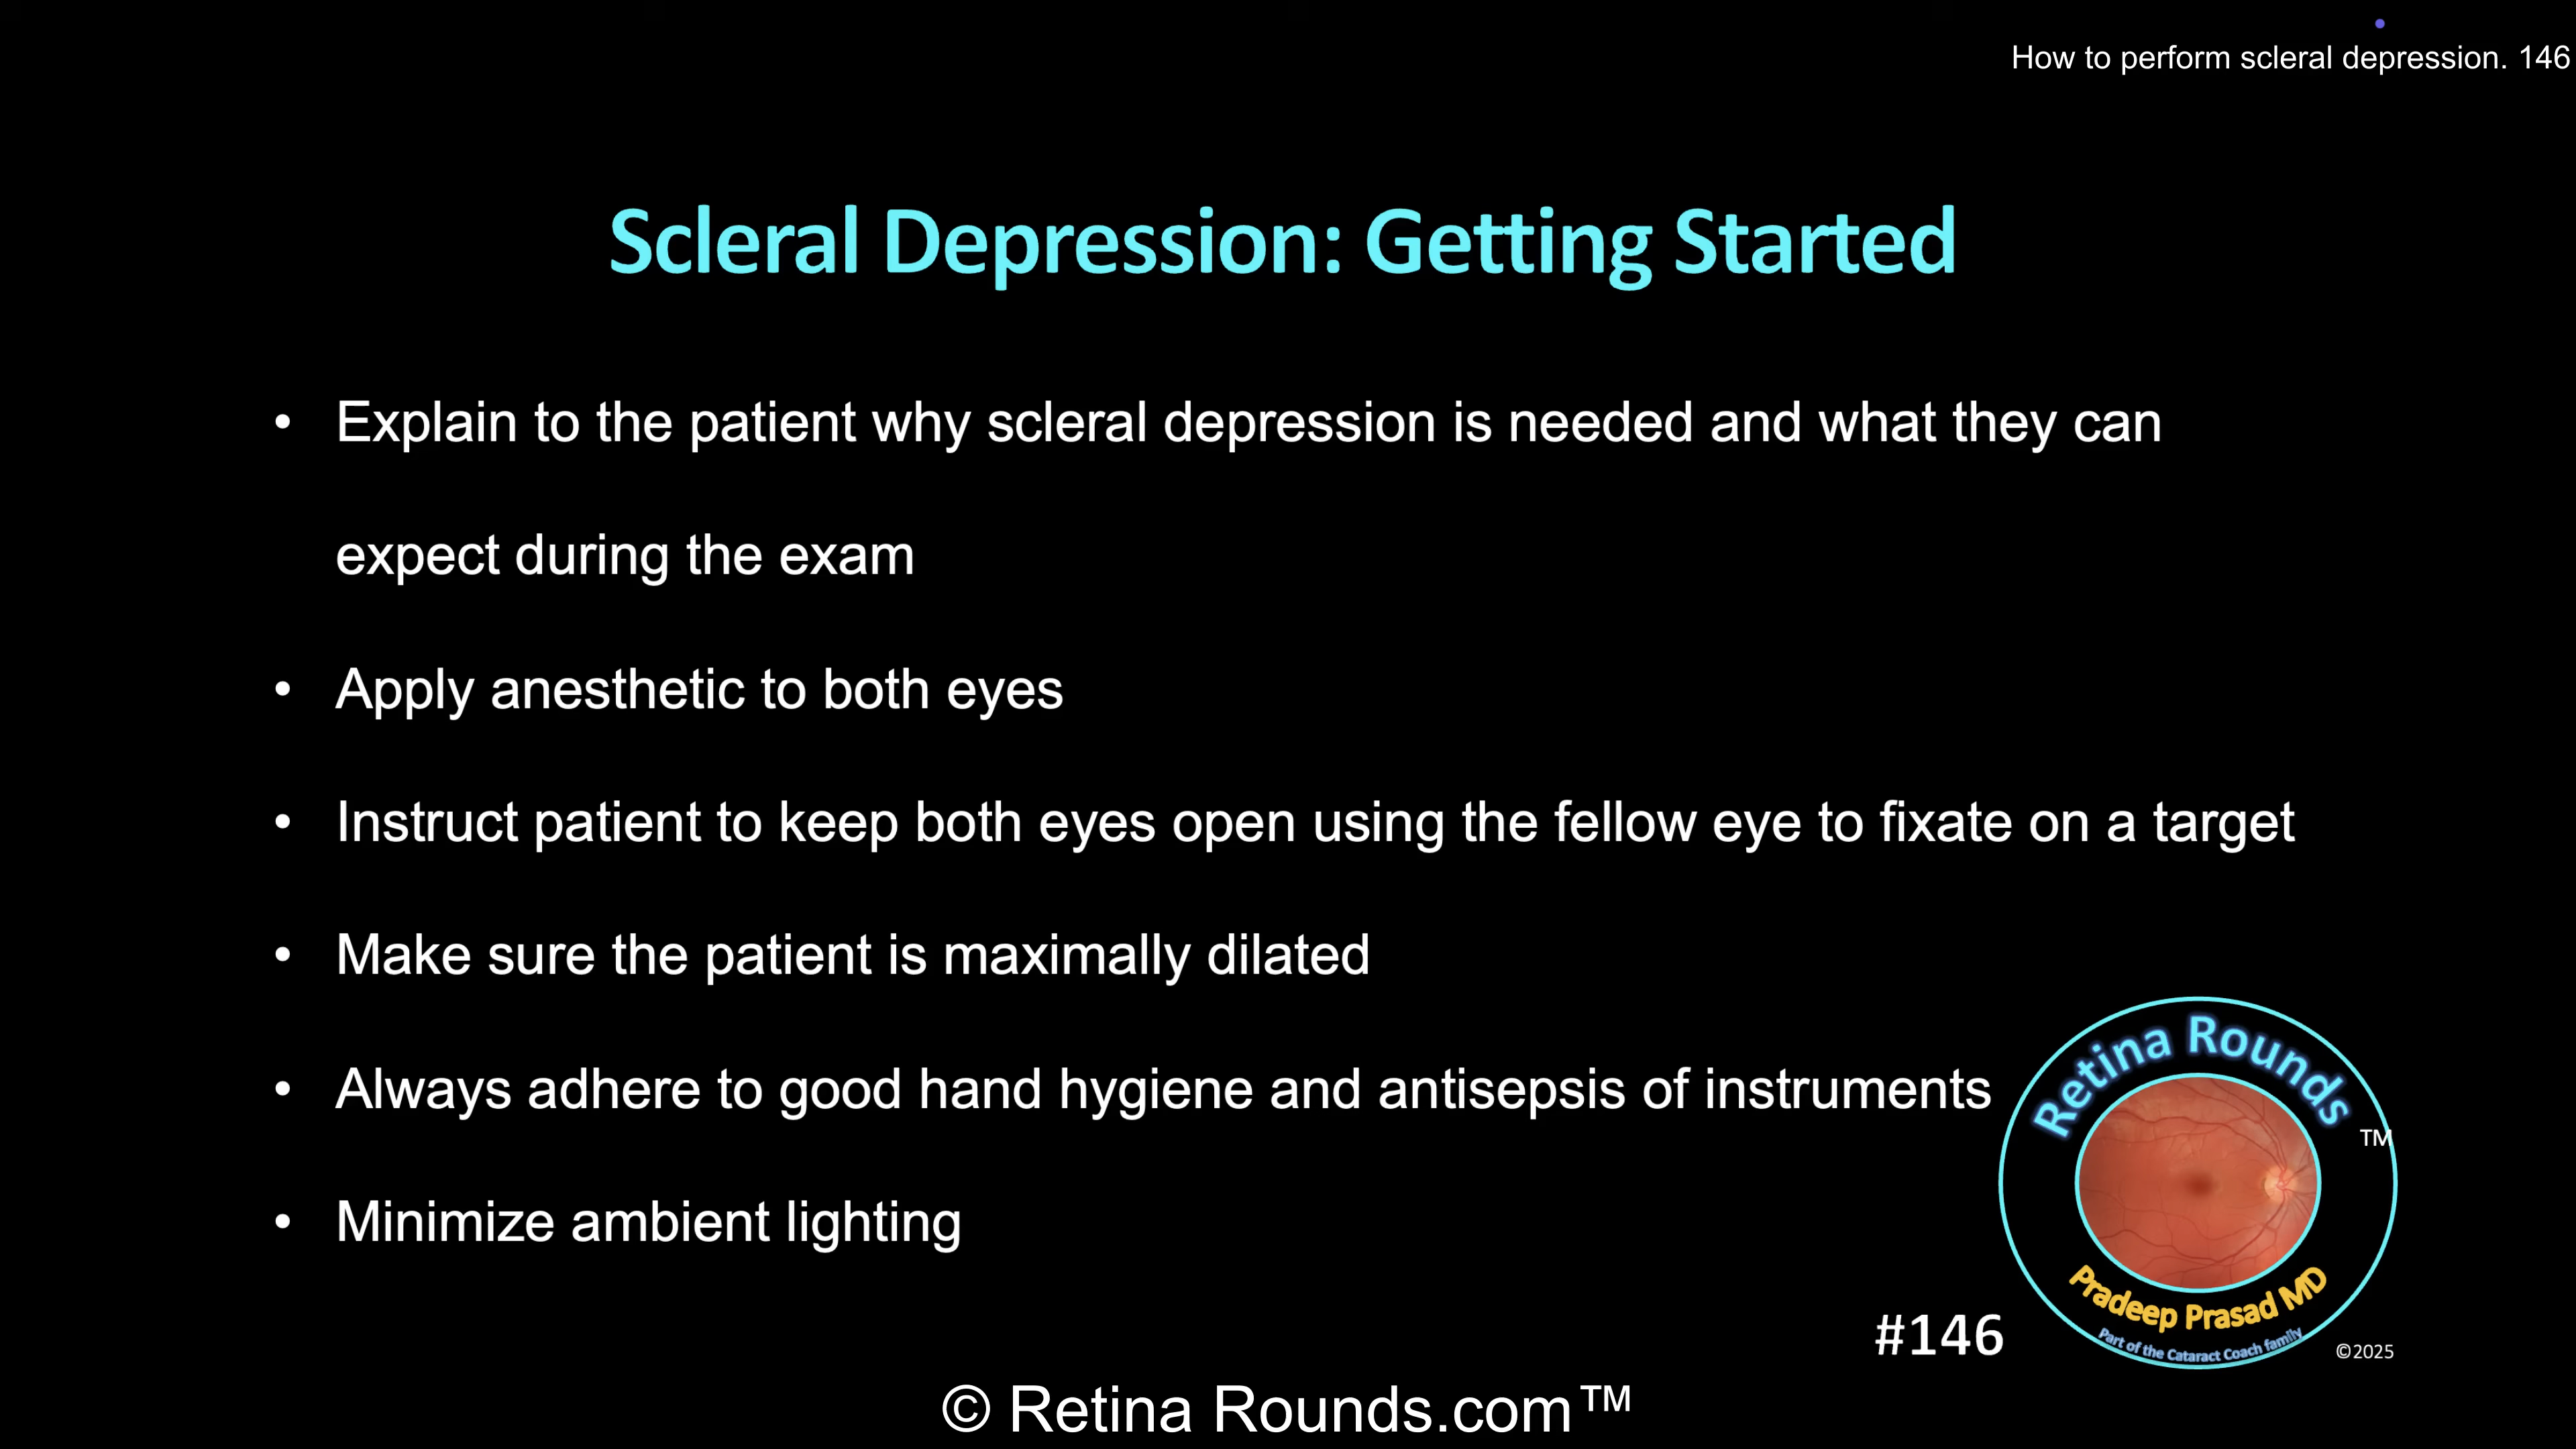 How to perform scleral depression. 146
Scleral Depression: Getting Started
• Explain to the patient why scleral depression is needed and what they can
expect during the exam
• Apply anesthetic to both eyes
• Instruct patient to keep both eyes open using the fellow eye to fixate on a target
• Make sure the patient is maximally dilated
• Always adhere to good hand hygiene and antisepsis of instruments
• Minimize ambient lighting
Retina Rounds
TM
Pradeep Prasad MD
Part of the Cataract Coach family
#146
©2025
© Retina Rounds.com™